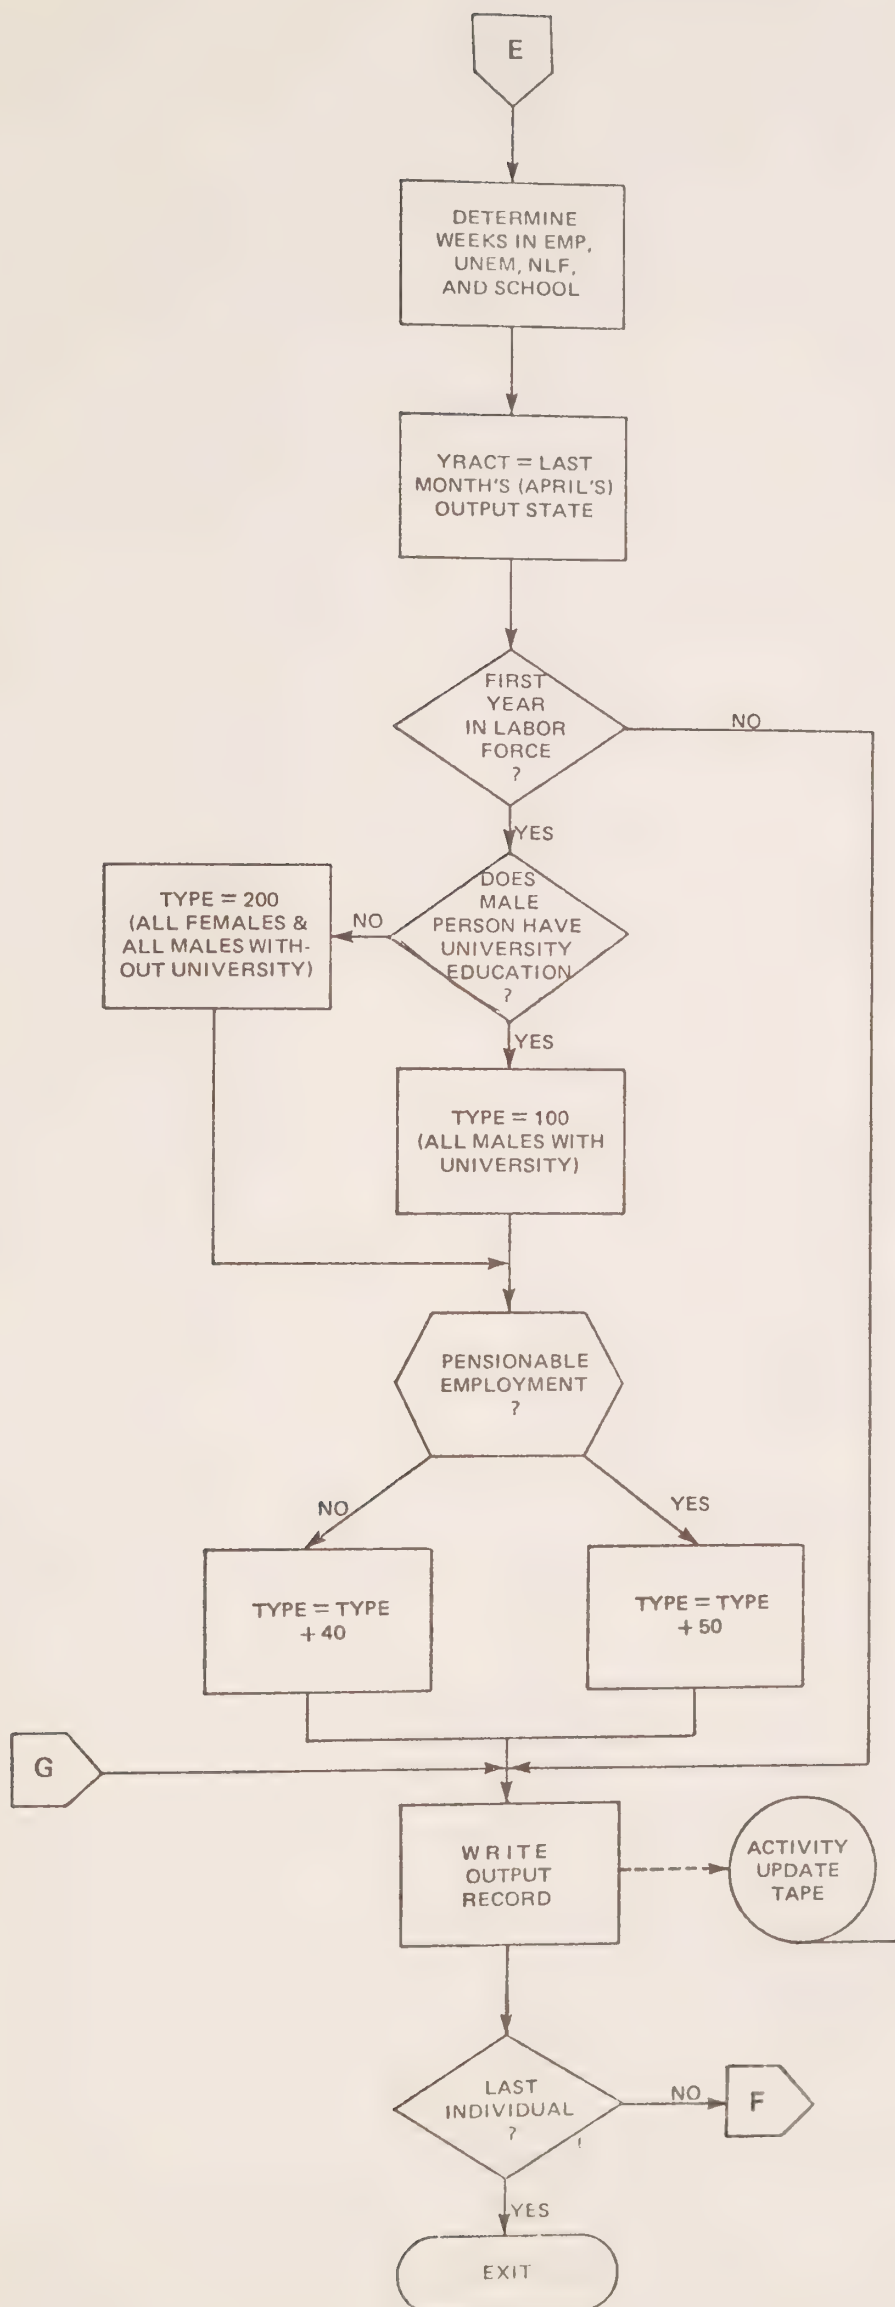 E
DETERMINE
WEEKS IN EMP,
UNEM, NLF,
AND SCHOOL
YRACT = LAST
MONTH'S (APRIL'S)
OUTPUT STATE
FIRST
YEAR
IN LABOR
FORCE
?
NO
YES
DOES
MALE
PERSON HAVE
UNIVERSITY
EDUCATION
?
NO
TYPE = 200
(ALL FEMALES &
ALL MALES WITH-
OUT UNIVERSITY)
YES
TYPE = 100
(ALL MALES WITH
UNIVERSITY)
PENSIONABLE
EMPLOYMENT
?
NO
YES
TYPE = TYPE
+ 40
TYPE = TYPE
+ 50
G
WRITE
OUTPUT
RECORD
ACTIVITY
UPDATE
TAPE
LAST
INDIVIDUAL
?
NO
F
YES
EXIT